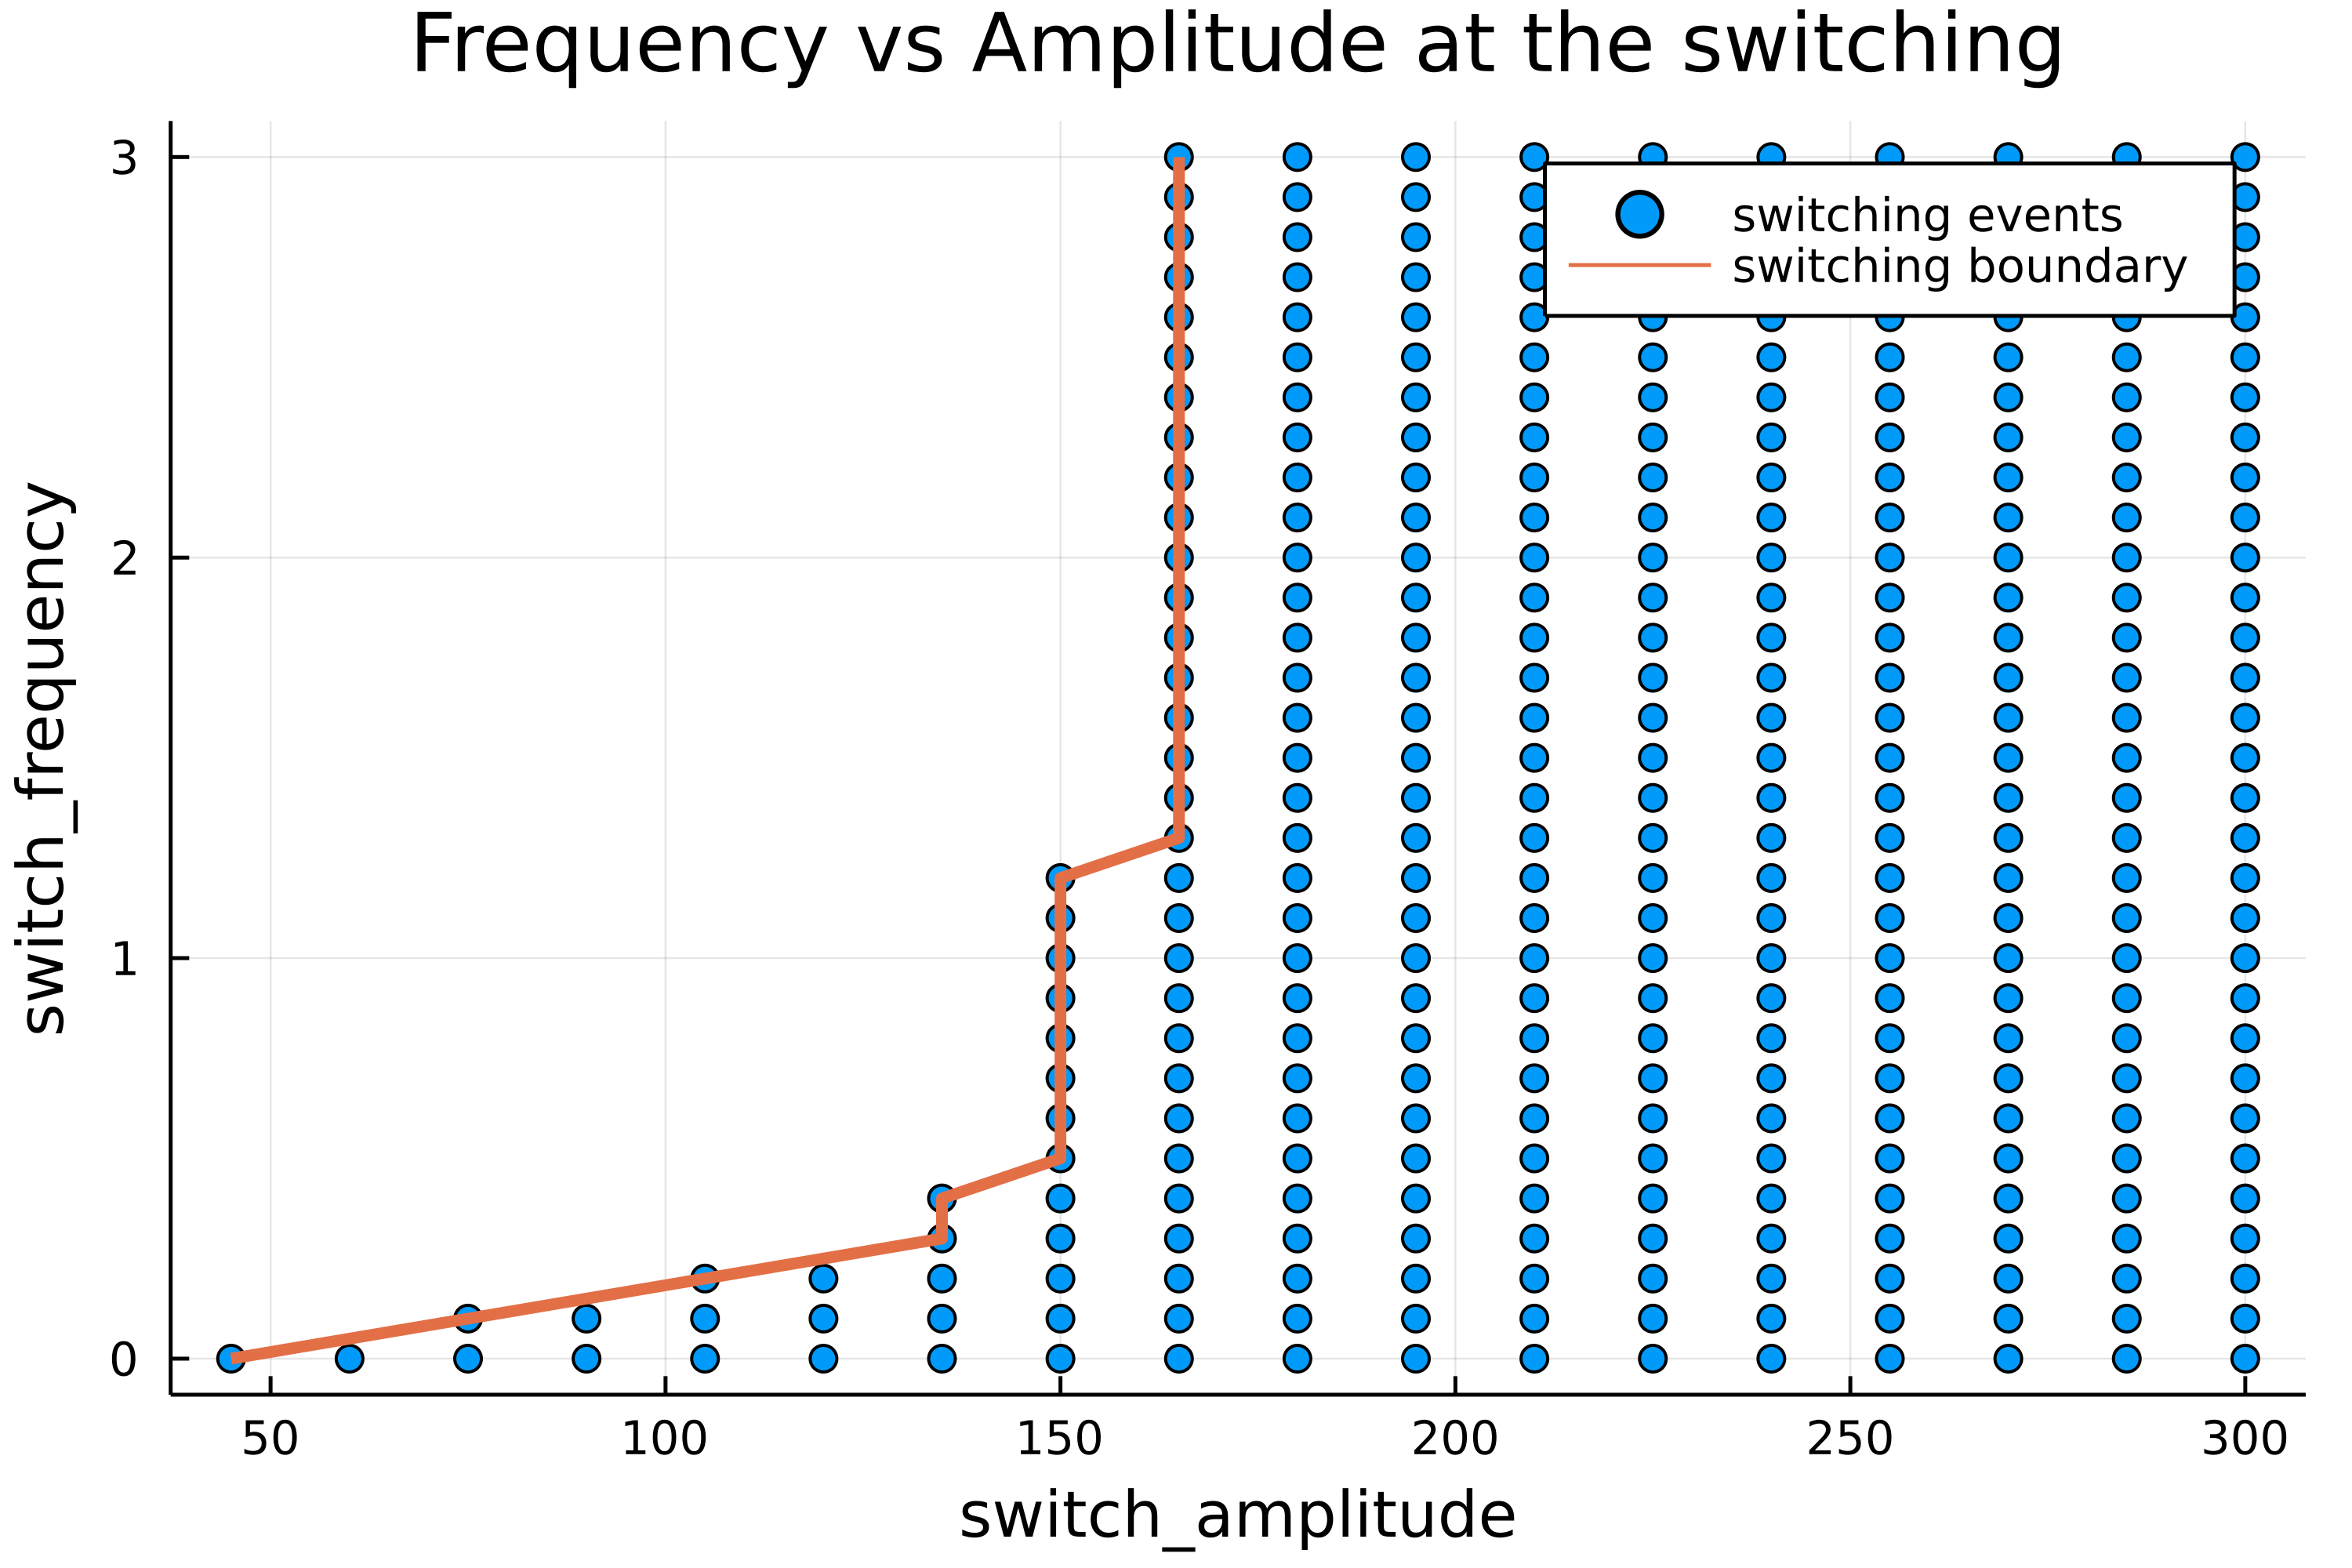 Frequency vs Amplitude at the switching
switching events
switching boundary
switch_frequency
3
2
1
0
50 100 150 200 250 300
switch_amplitude